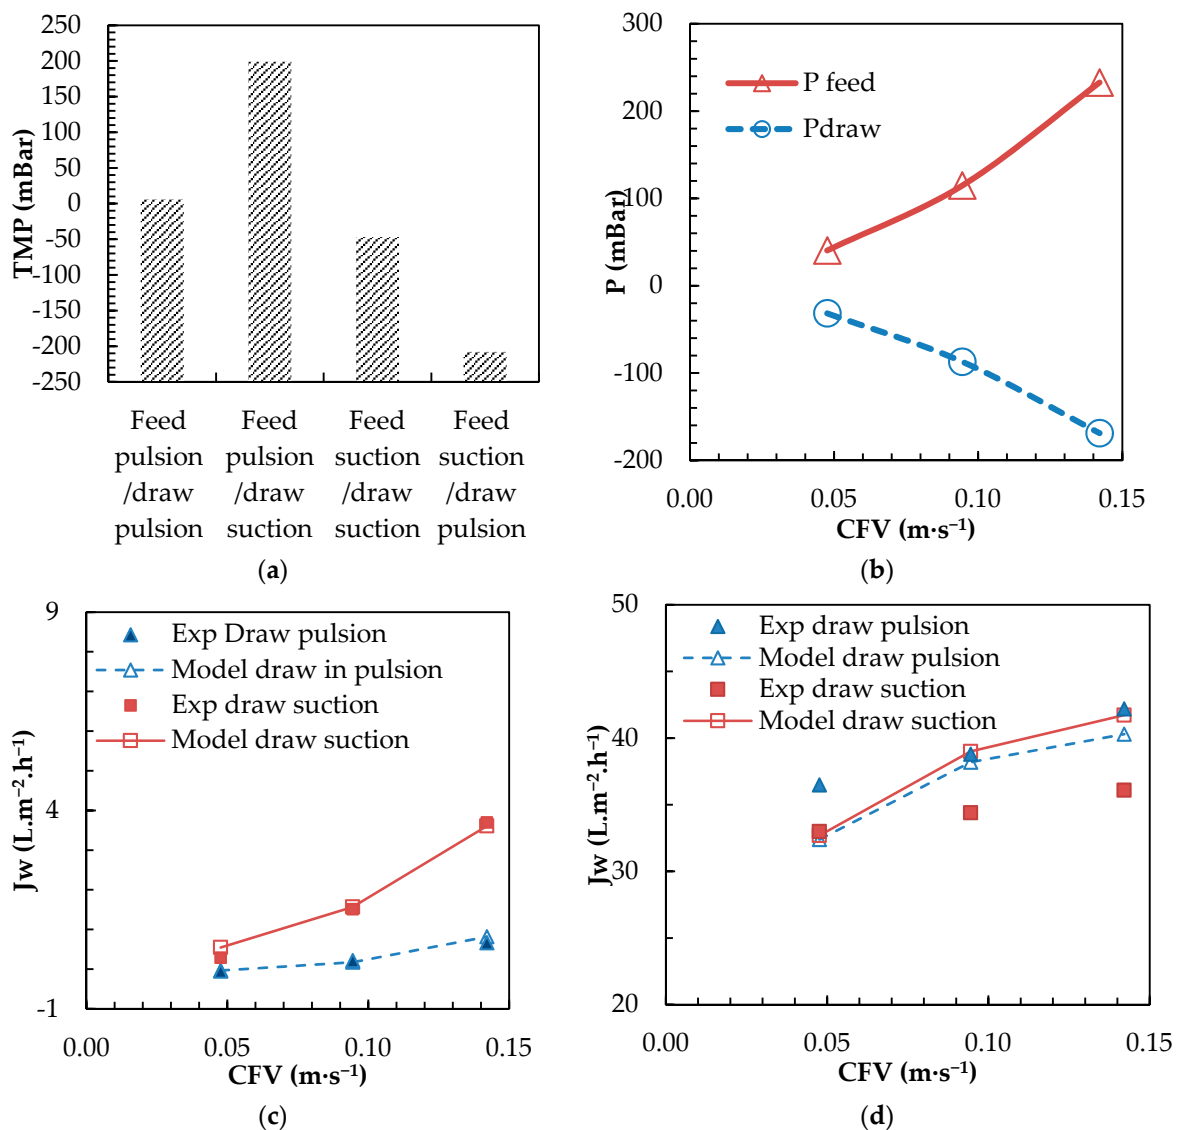 250
200
150
100
50
0
-50
-100
-150
-200
-250
TMP (mBar)
Feed pulsion /draw pulsion
Feed pulsion /draw suction
Feed suction /draw suction
Feed suction /draw pulsion
(a)
300
200
100
0
-100
-200
P (mBar)
P feed
Pdraw
0.00 0.05 0.10 0.15
CFV (m·s⁻¹)
(b)
9
4
-1
Jw (L.m⁻².h⁻¹)
Exp Draw pulsion
Model draw in pulsion
Exp draw suction
Model draw suction
0.00 0.05 0.10 0.15
CFV (m·s⁻¹)
(c)
50
40
30
20
Jw (L.m⁻².h⁻¹)
Exp draw pulsion
Model draw pulsion
Exp draw suction
Model draw suction
0.00 0.05 0.10 0.15
CFV (m·s⁻¹)
(d)